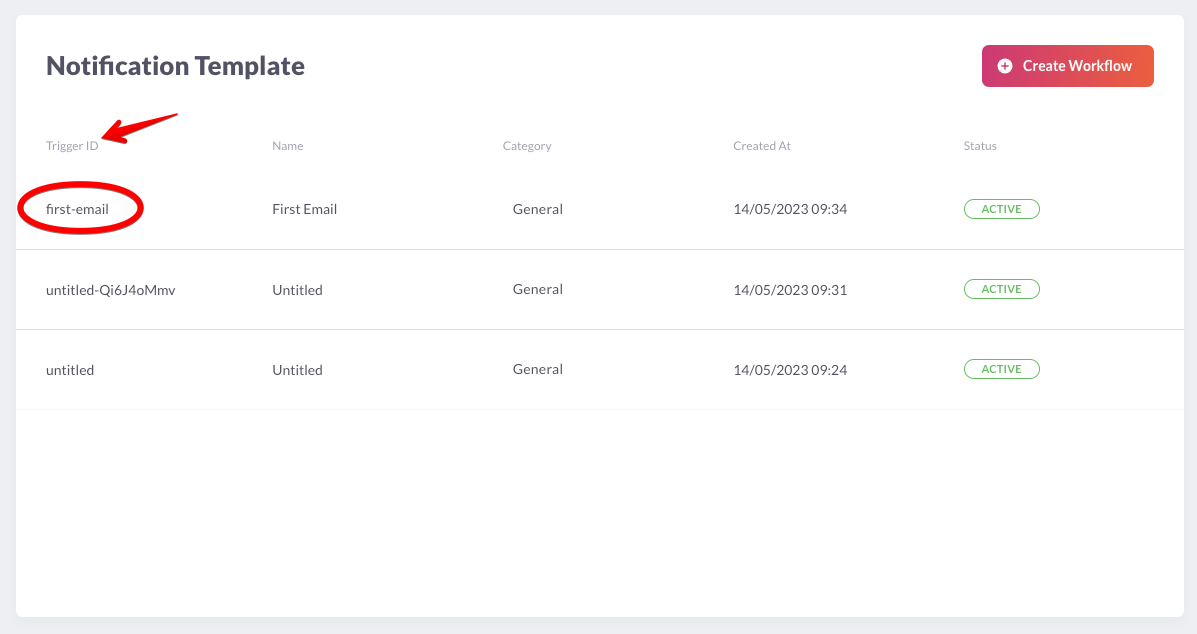 Notification Template
Create Workflow
Trigger ID Name Category Created At Status
first-email First Email General 14/05/2023 09:34 ACTIVE
untitled-Qi6J4oMmv Untitled General 14/05/2023 09:31 ACTIVE
untitled Untitled General 14/05/2023 09:24 ACTIVE